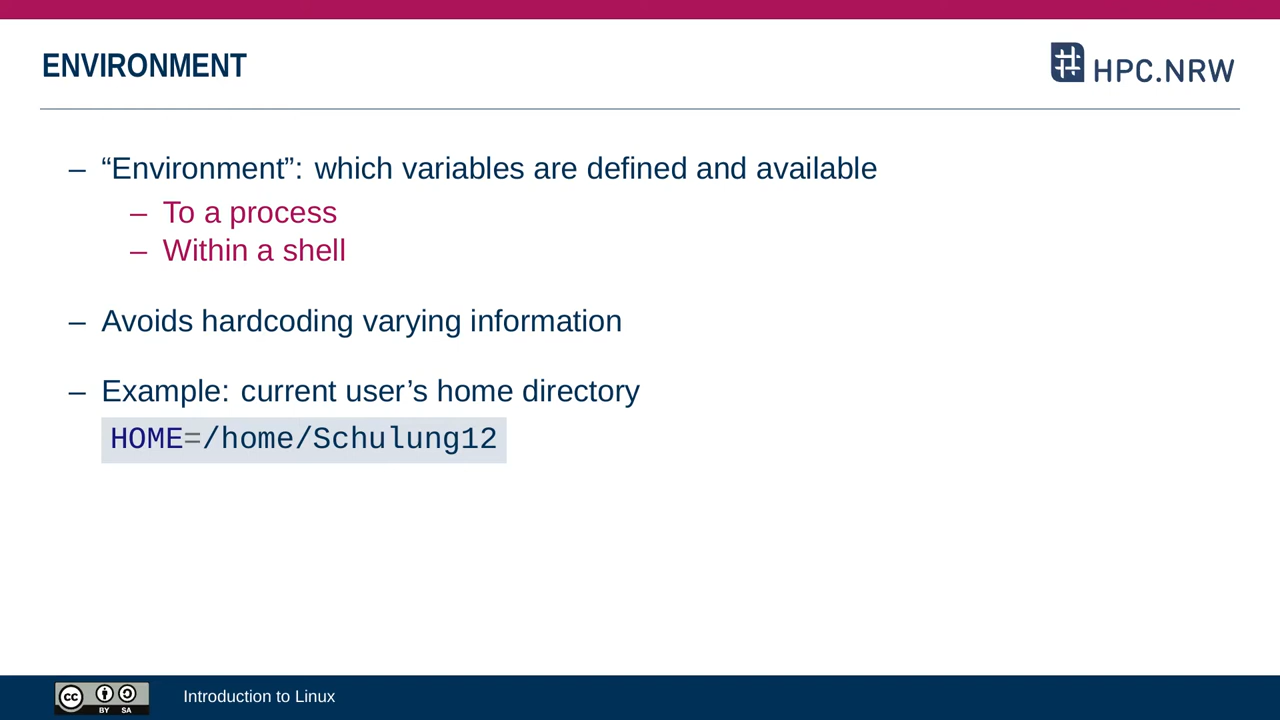 ENVIRONMENT
HPC.NRW
– “Environment”: which variables are defined and available
– To a process
– Within a shell
– Avoids hardcoding varying information
– Example: current user’s home directory
HOME=/home/Schulung12
cc BY SA
Introduction to Linux